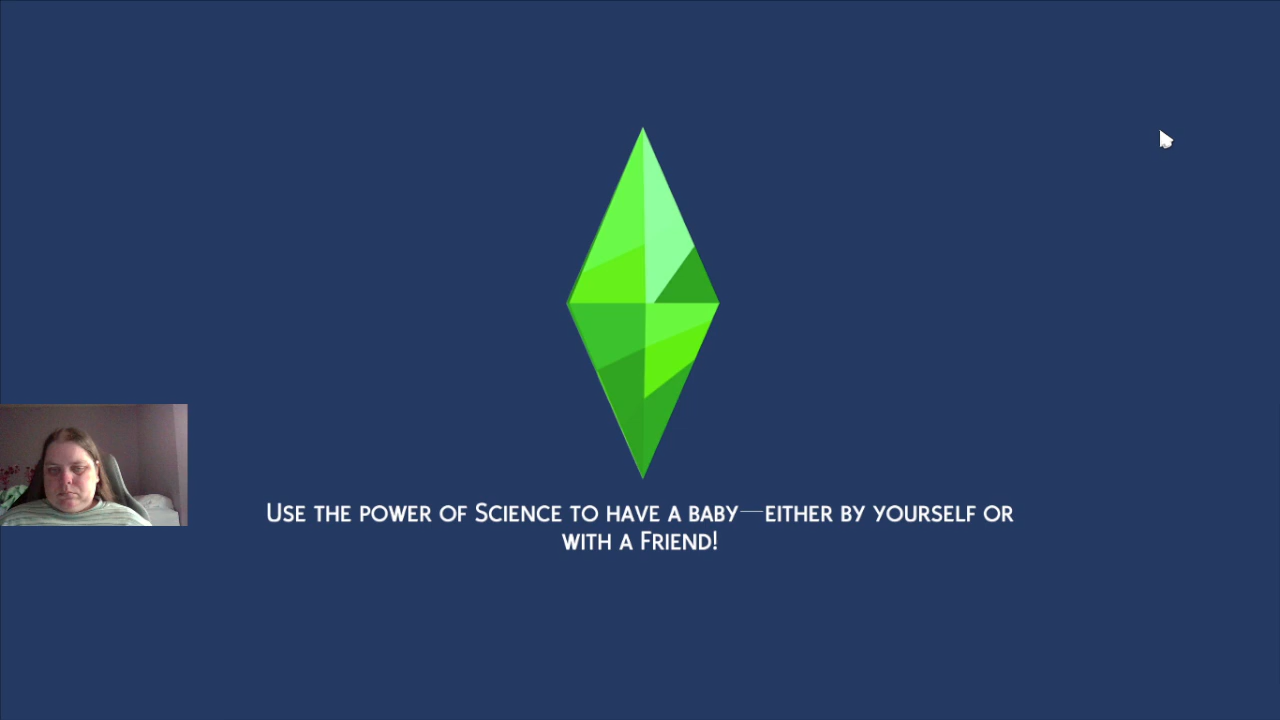 Use the power of Science to have a baby—either by yourself or
with a Friend!